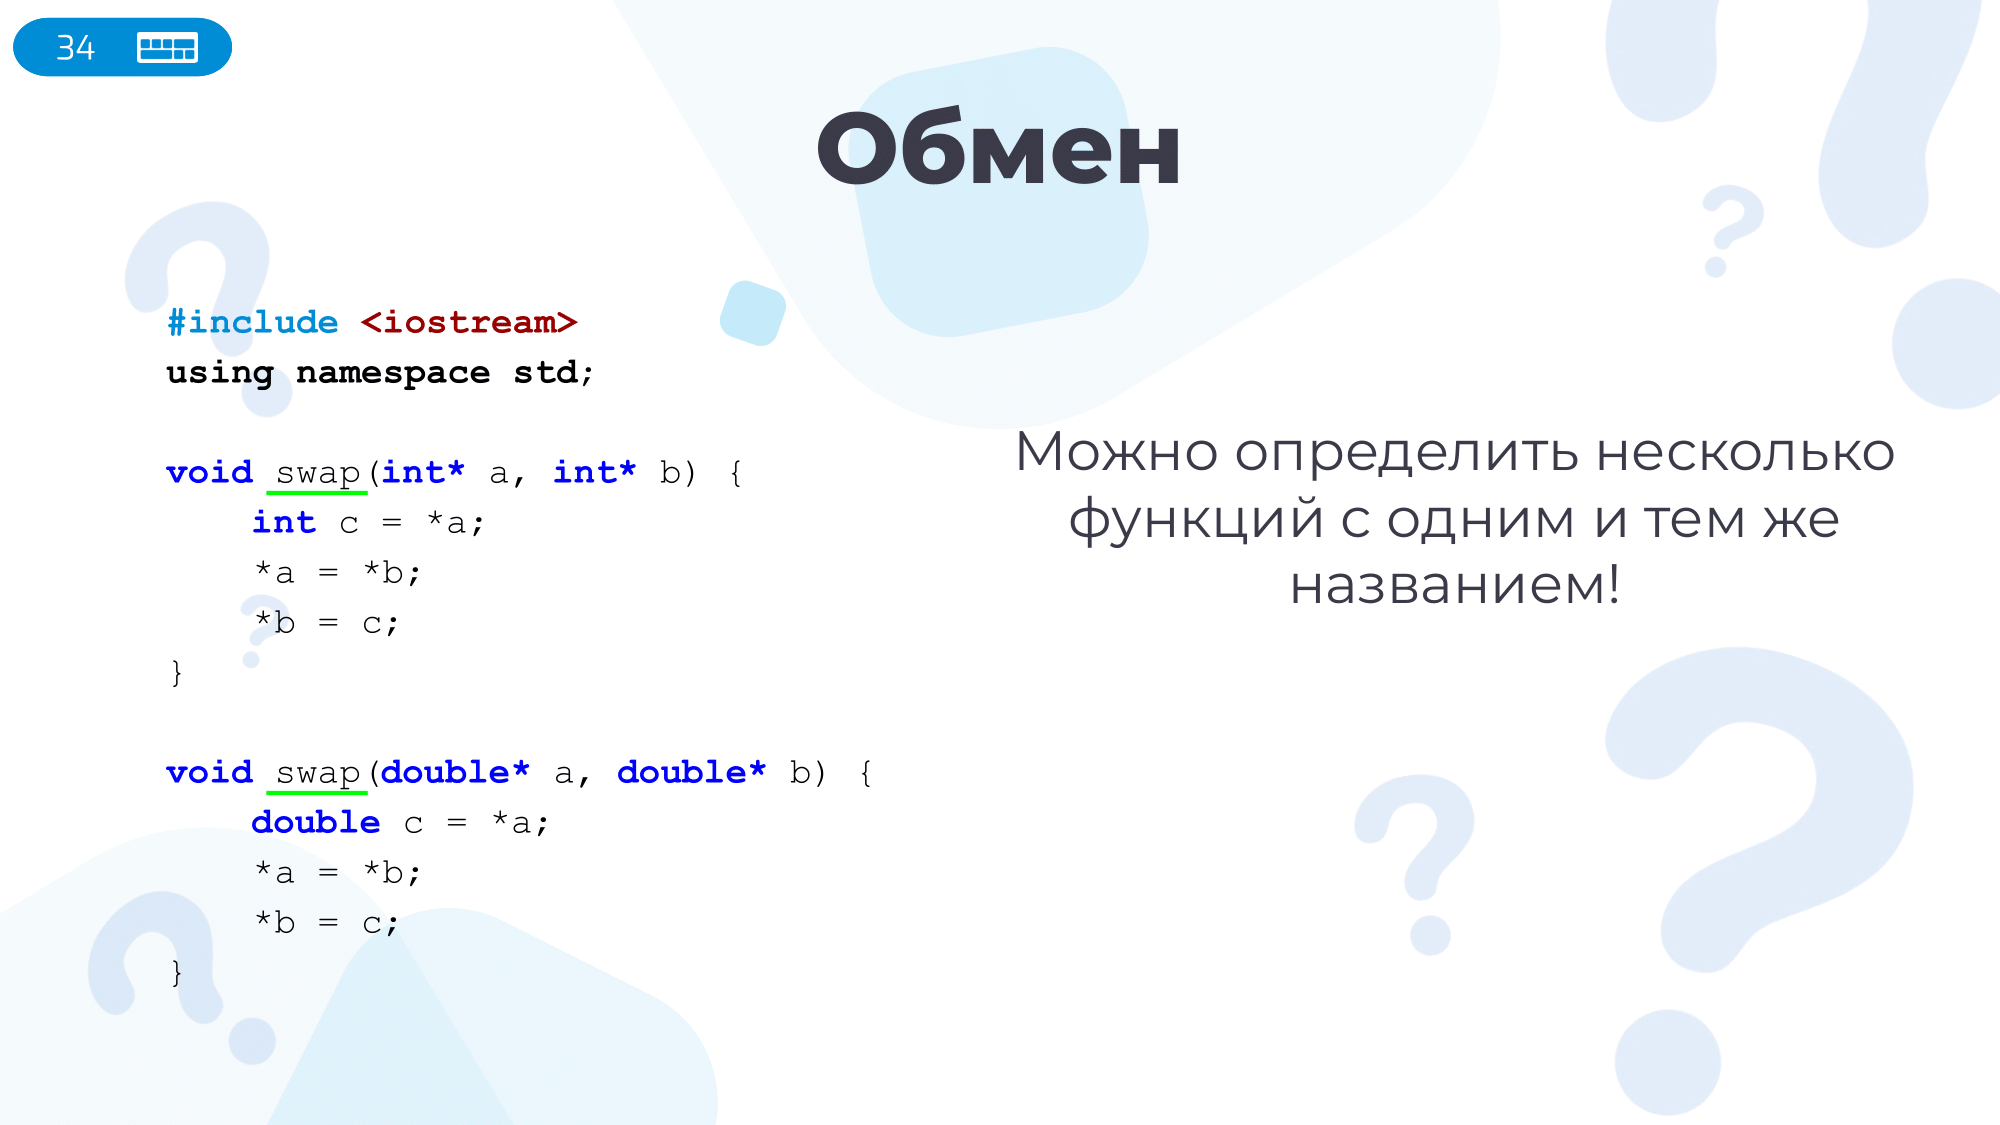 34
Обмен
#include <iostream>
using namespace std;
void swap(int* a, int* b) {
    int c = *a;
    *a = *b;
    *b = c;
}
void swap(double* a, double* b) {
    double c = *a;
    *a = *b;
    *b = c;
}
Можно определить несколько
функций с одним и тем же
названием!